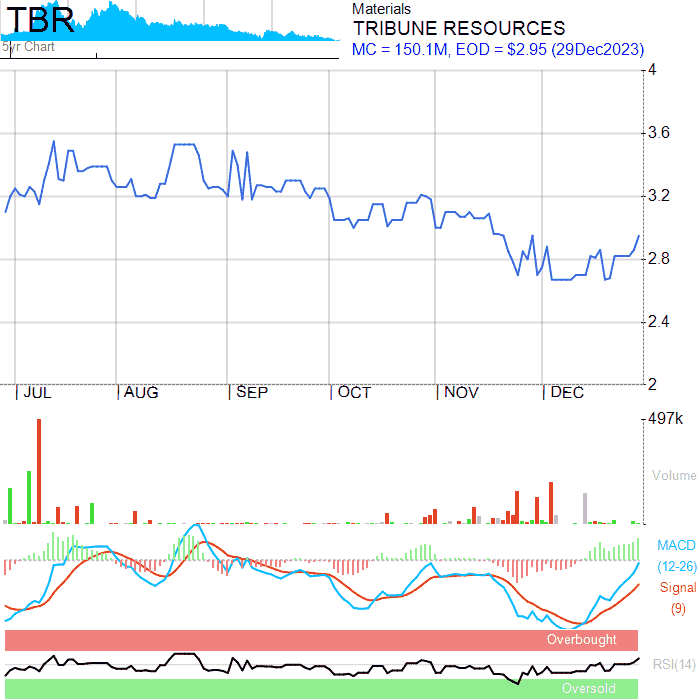 TBR
5yr Chart
Materials
TRIBUNE RESOURCES
MC = 150.1M, EOD = $2.95 (29Dec2023)
4
3.6
3.2
2.8
2.4
2
JUL AUG SEP OCT NOV DEC
497k
Volume
MACD
(12-26)
Signal
(9)
Overbought
RSI(14)
Oversold